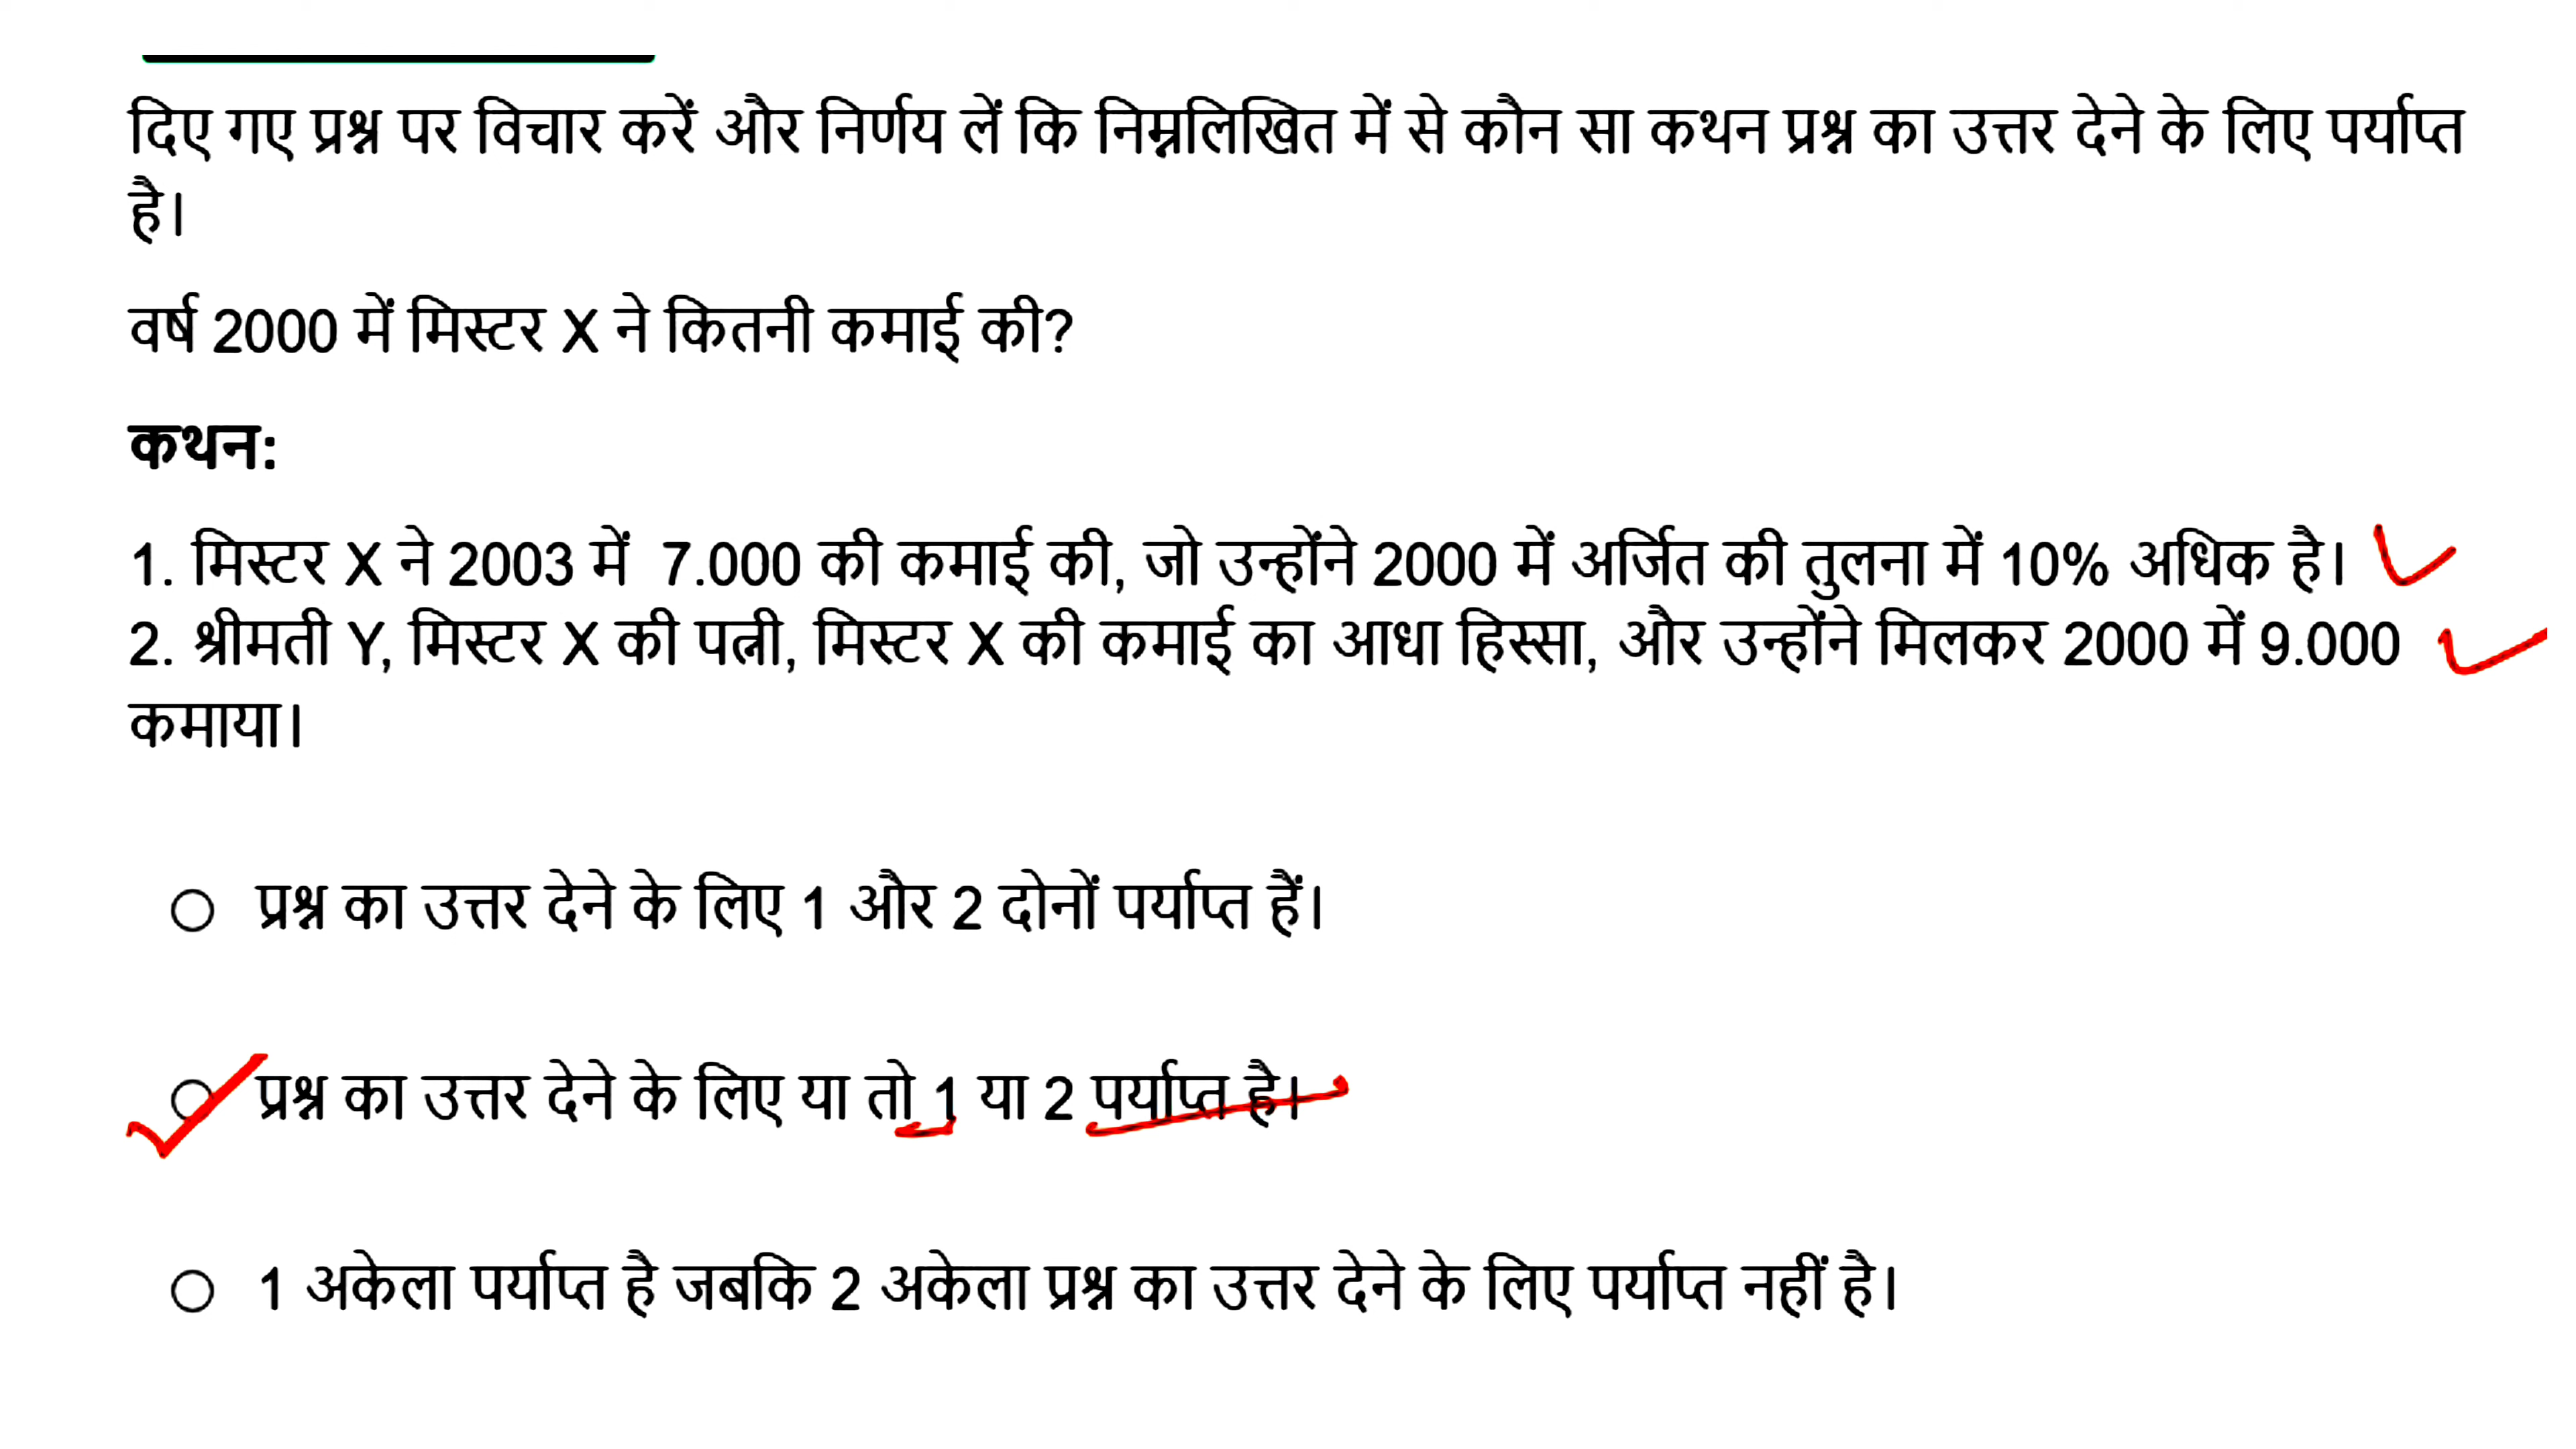 दिए गए प्रश्न पर विचार करें और निर्णय लें कि निम्नलिखित में से कौन सा कथन प्रश्न का उत्तर देने के लिए पर्याप्त
है।
वर्ष 2000 में मिस्टर X ने कितनी कमाई की?
कथन:
1. मिस्टर X ने 2003 में 7.000 की कमाई की, जो उन्होंने 2000 में अर्जित की तुलना में 10% अधिक है।
2. श्रीमती Y, मिस्टर X की पत्नी, मिस्टर X की कमाई का आधा हिस्सा, और उन्होंने मिलकर 2000 में 9.000
कमाया।
प्रश्न का उत्तर देने के लिए 1 और 2 दोनों पर्याप्त हैं।
प्रश्न का उत्तर देने के लिए या तो 1 या 2 पर्याप्त है।
1 अकेला पर्याप्त है जबकि 2 अकेला प्रश्न का उत्तर देने के लिए पर्याप्त नहीं है।